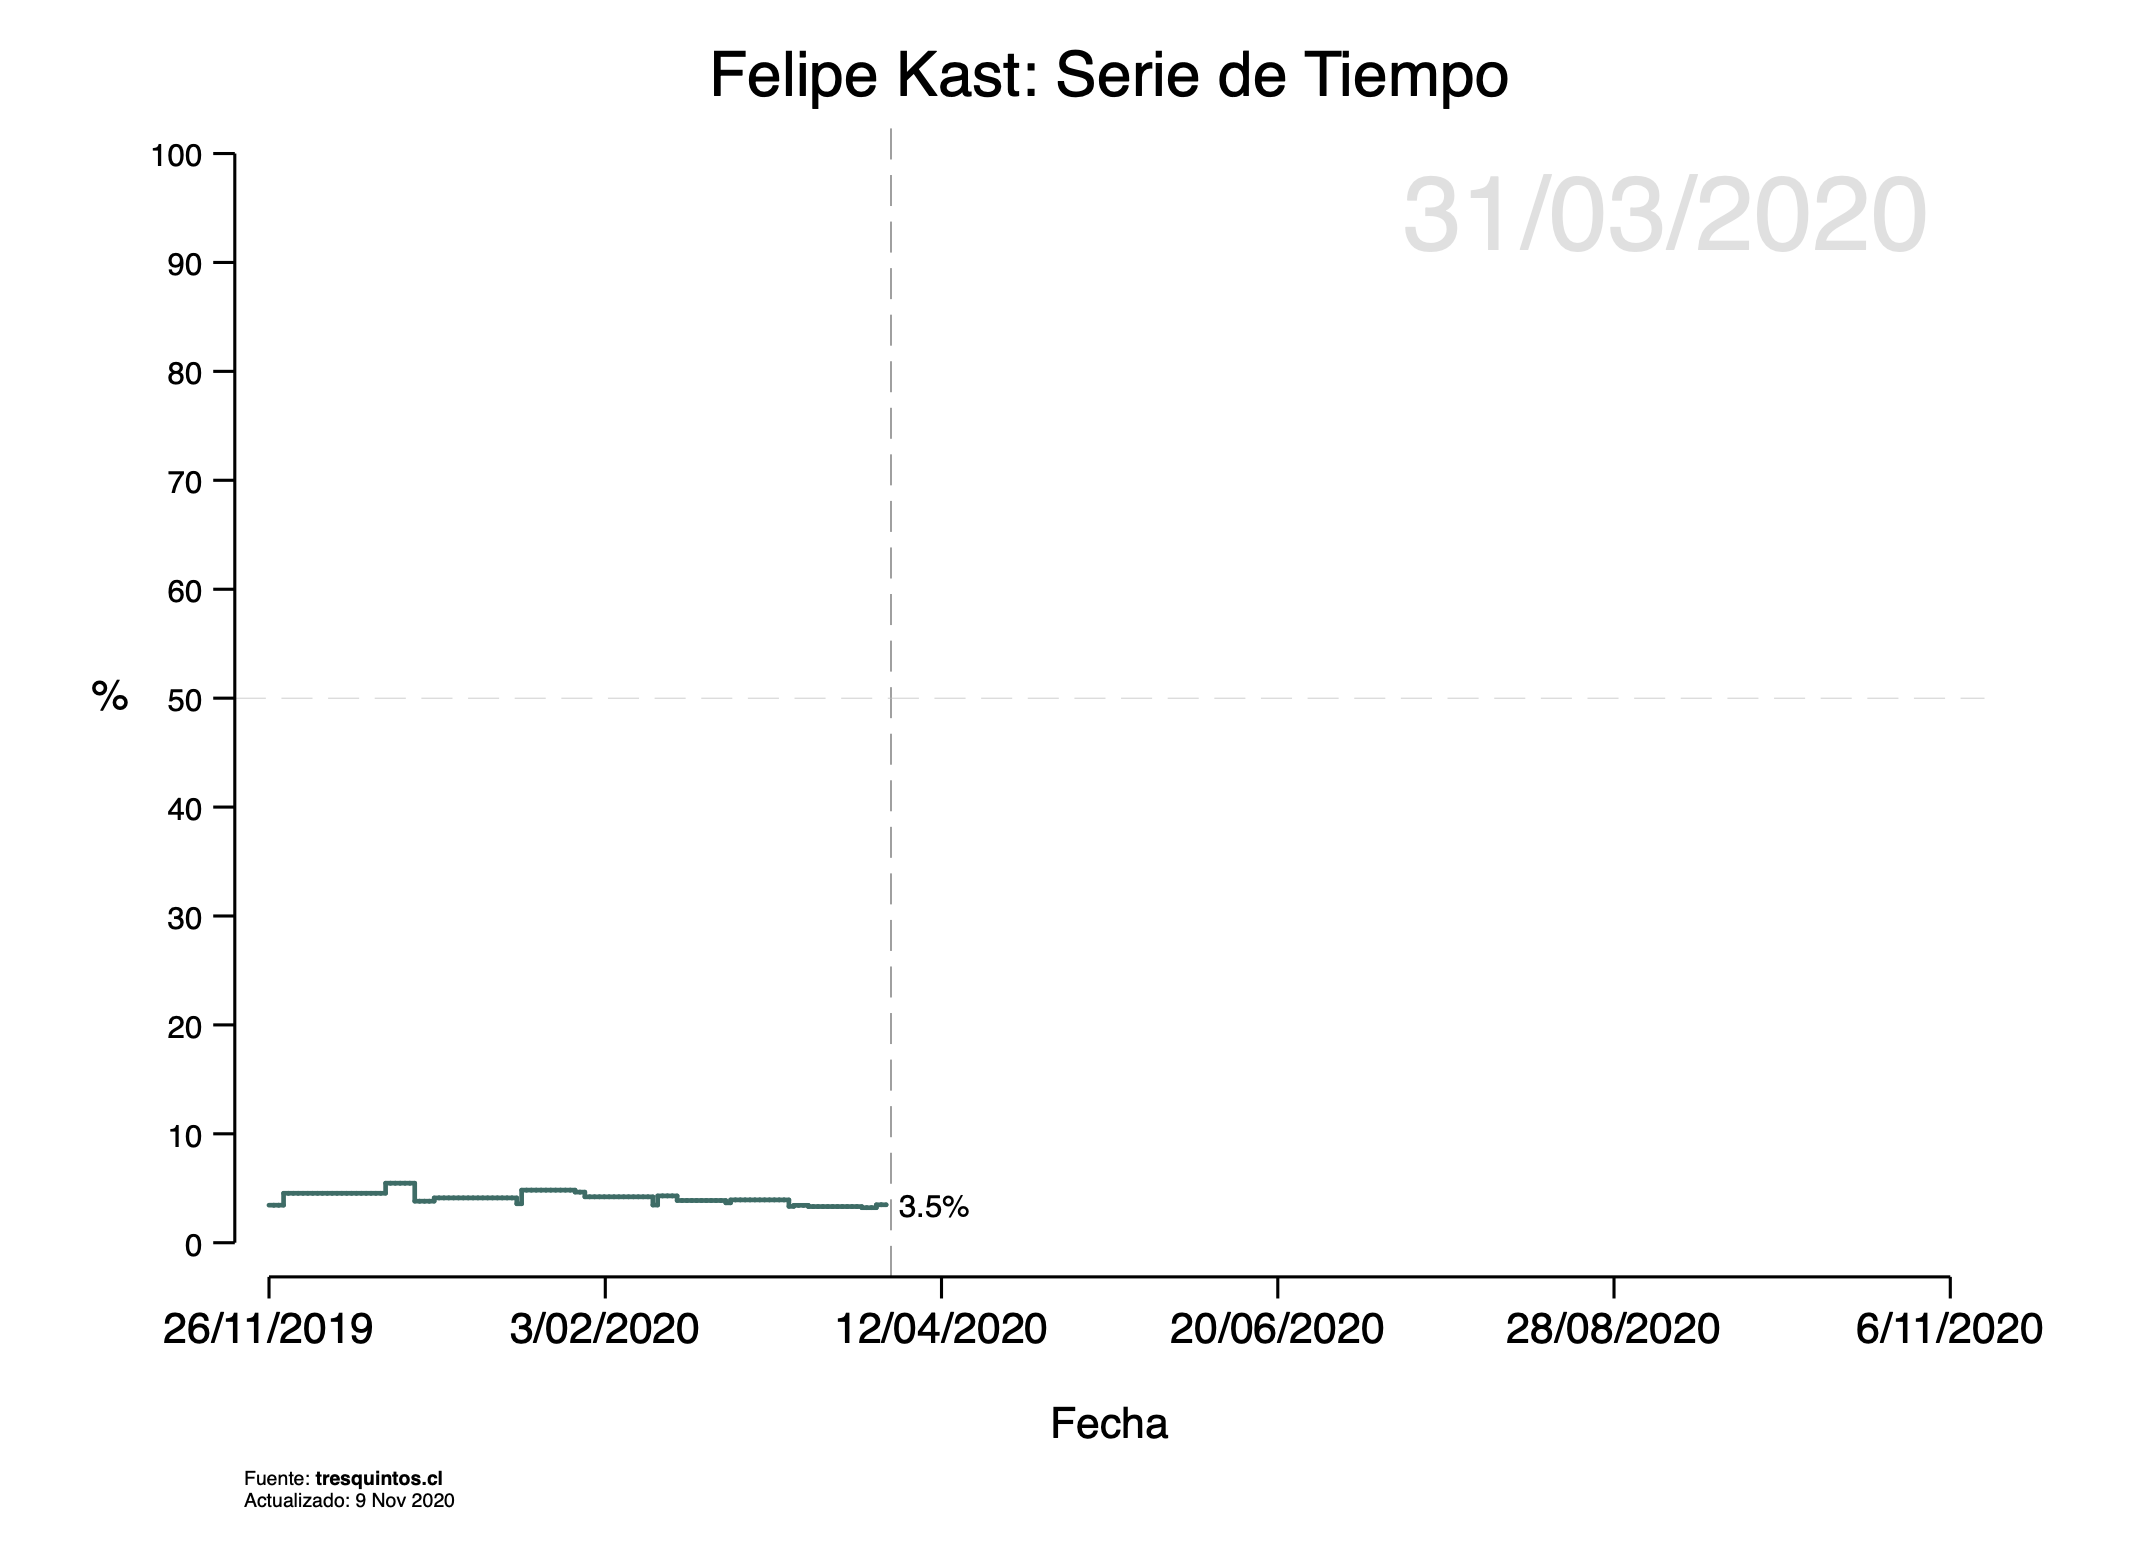 Felipe Kast: Serie de Tiempo
31/03/2020
100
90
80
70
60
50
40
30
20
10
0
%
3.5%
26/11/2019 3/02/2020 12/04/2020 20/06/2020 28/08/2020 6/11/2020
Fecha
Fuente: tresquintos.cl
Actualizado: 9 Nov 2020